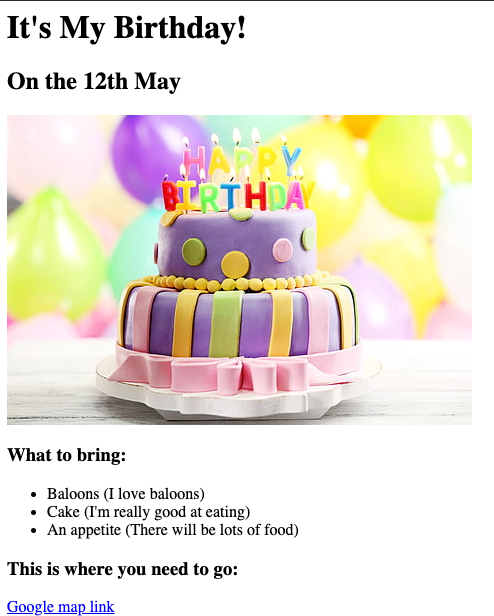 It's My Birthday!
On the 12th May
HAPPY
BIRTHDAY
What to bring:
Baloons (I love baloons)
Cake (I'm really good at eating)
An appetite (There will be lots of food)
This is where you need to go:
Google map link